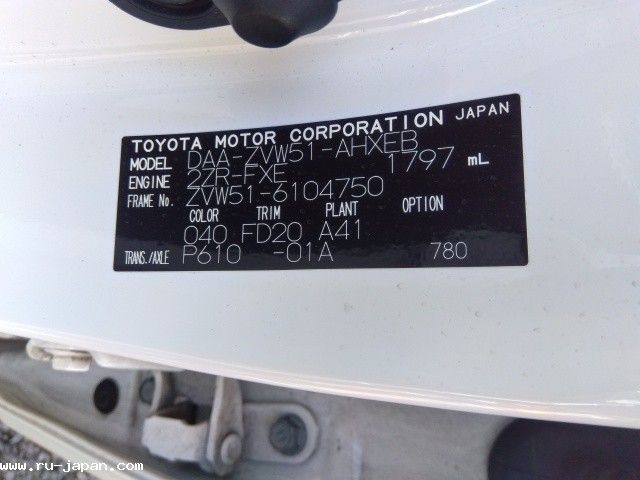 TOYOTA MOTOR CORPORATION JAPAN
MODEL DAA-ZVW51-AHXEB
ENGINE 2ZR-FXE 1797 mL
FRAME No. ZVW51-6104750
COLOR TRIM PLANT OPTION
040 FD20 A41
TRANS./AXLE P610 -01A 780
www.ru-japan.com